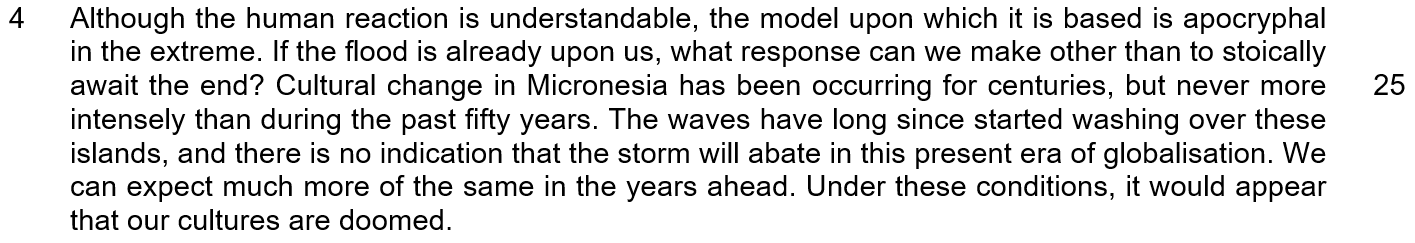 4 Although the human reaction is understandable, the model upon which it is based is apocryphal
in the extreme. If the flood is already upon us, what response can we make other than to stoically
await the end? Cultural change in Micronesia has been occurring for centuries, but never more 25
intensely than during the past fifty years. The waves have long since started washing over these
islands, and there is no indication that the storm will abate in this present era of globalisation. We
can expect much more of the same in the years ahead. Under these conditions, it would appear
that our cultures are doomed.